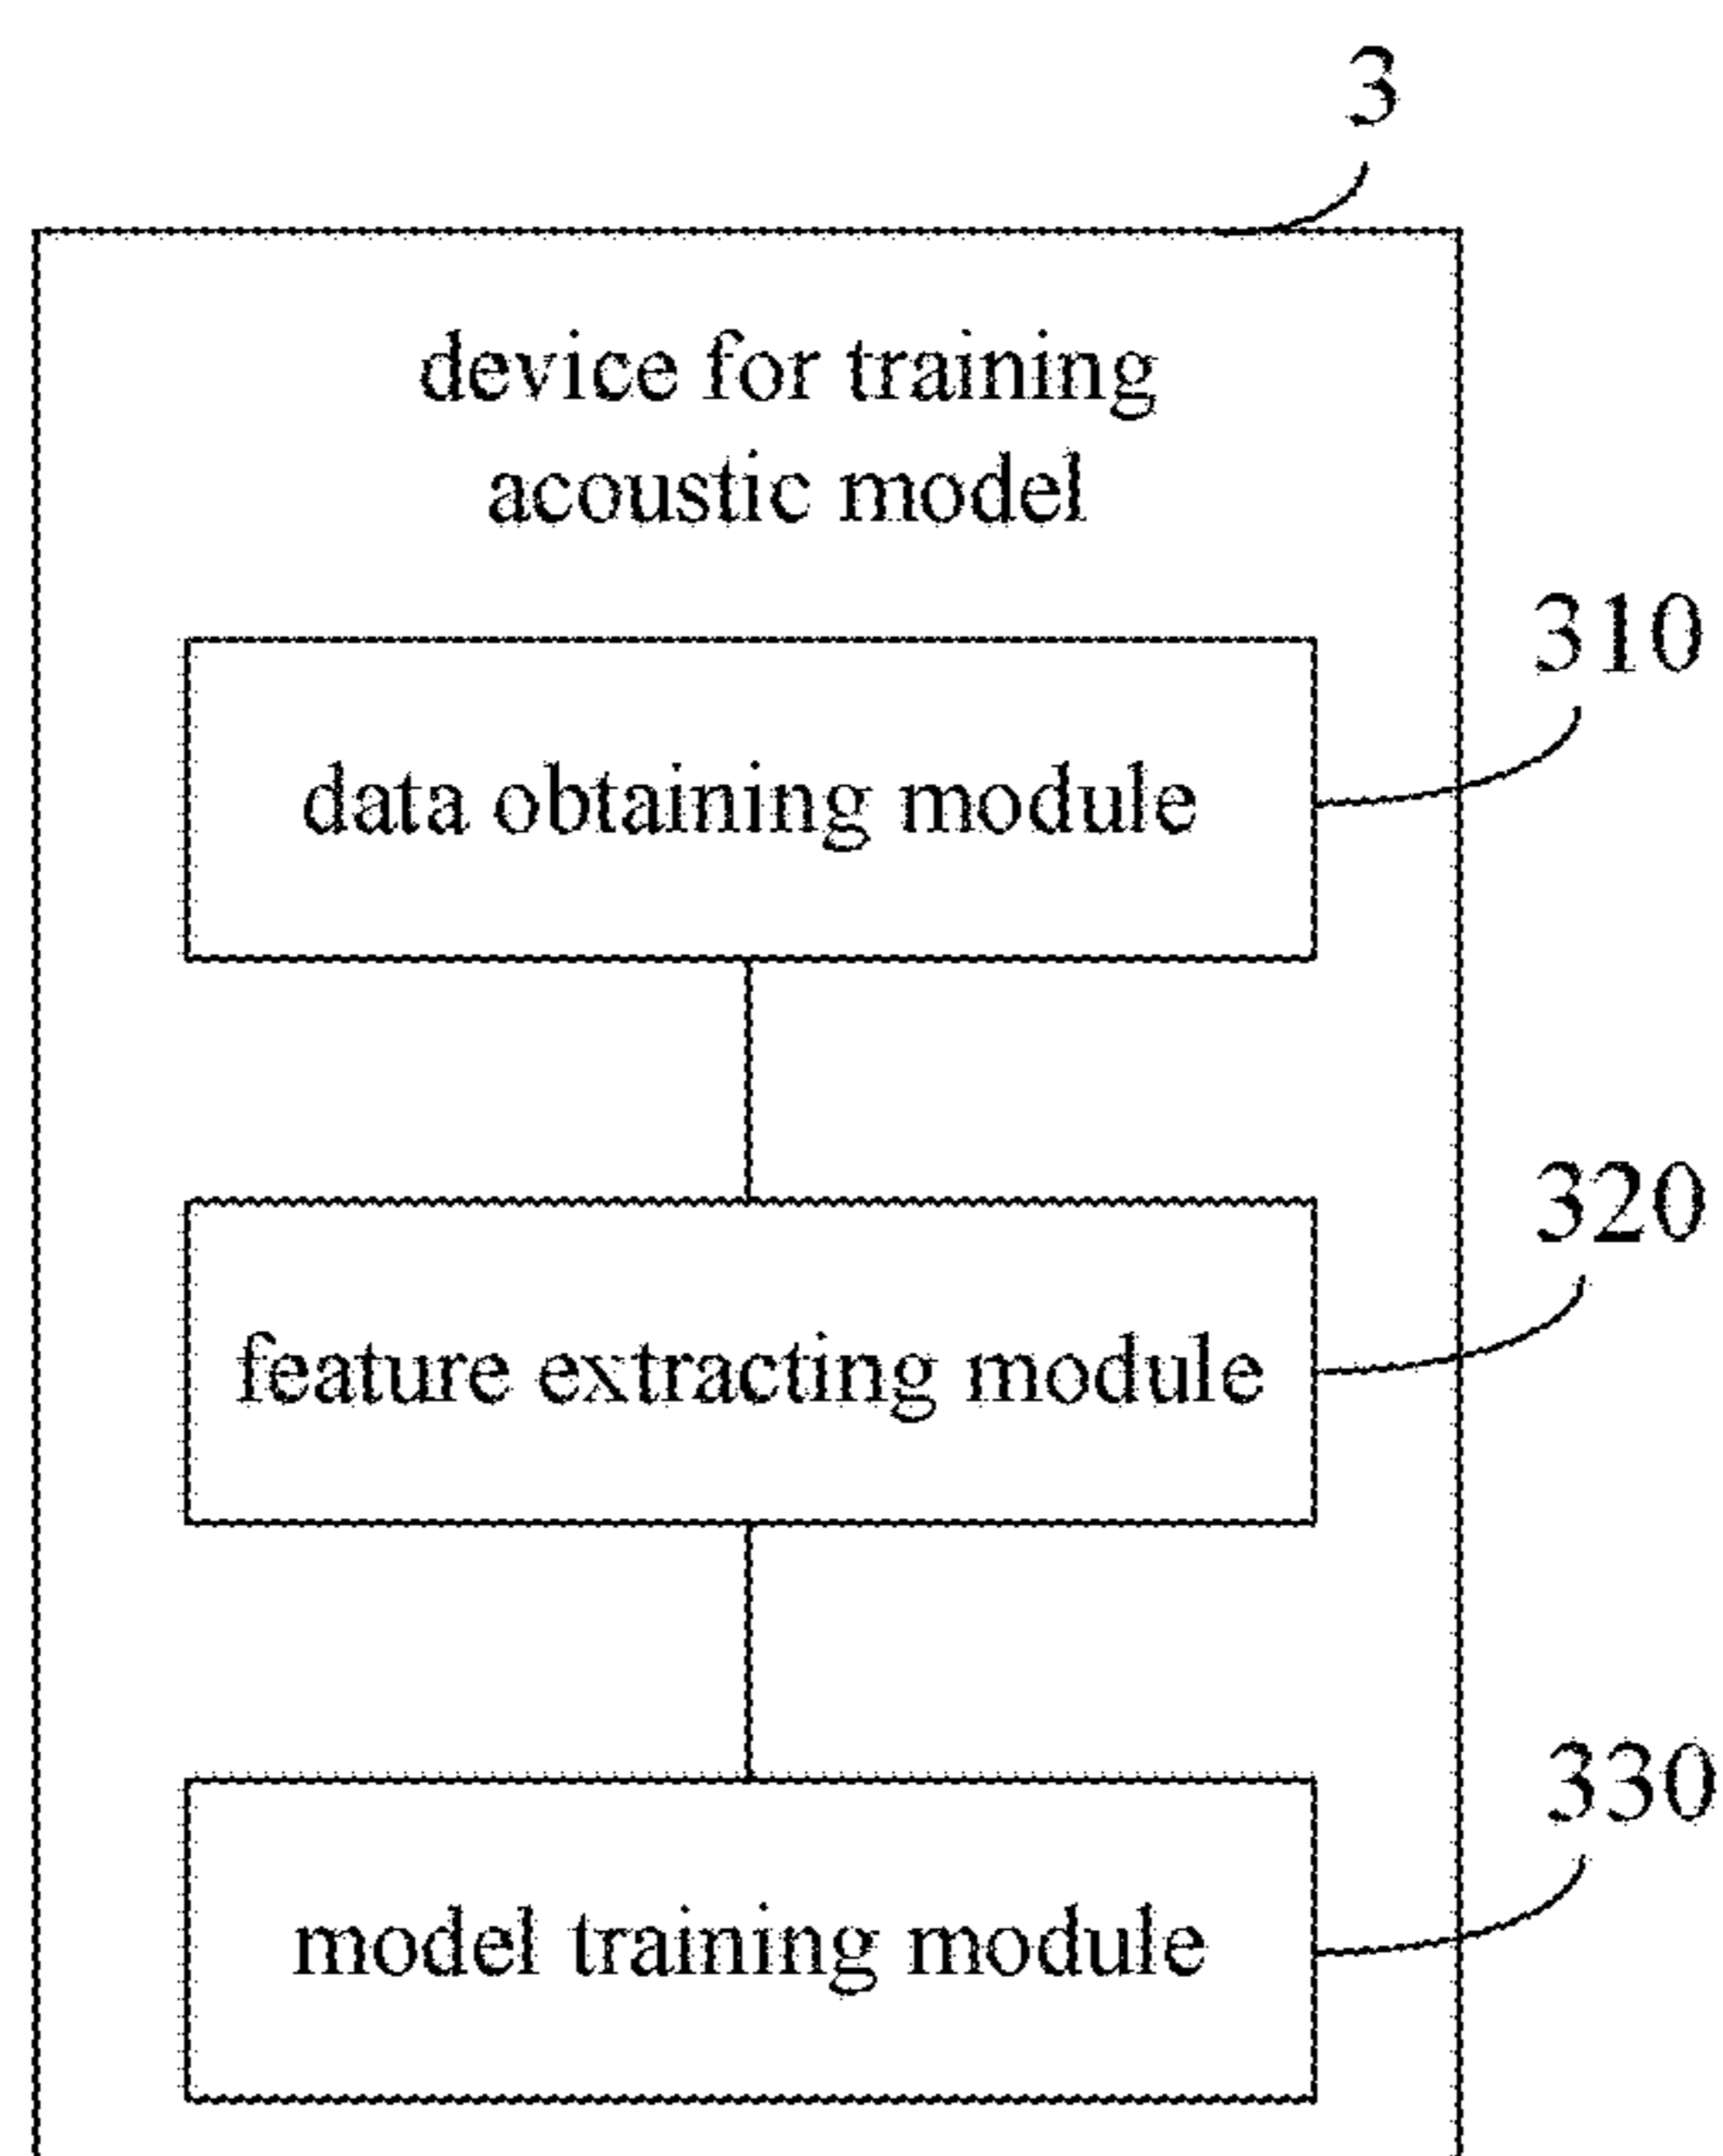 3
device for training
acoustic model
310
data obtaining module
320
feature extracting module
330
model training module